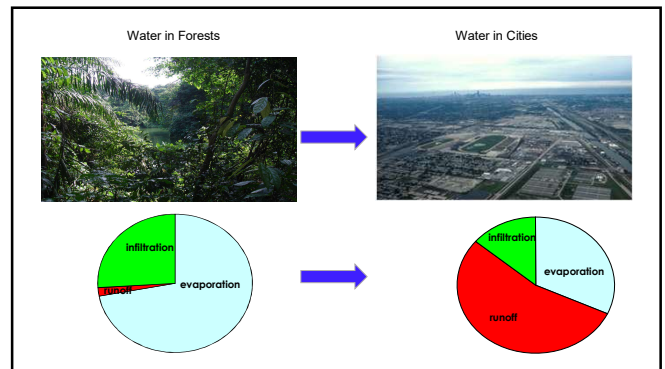 Water in Forests
Water in Cities
infiltration
evaporation
runoff
infiltration
evaporation
runoff